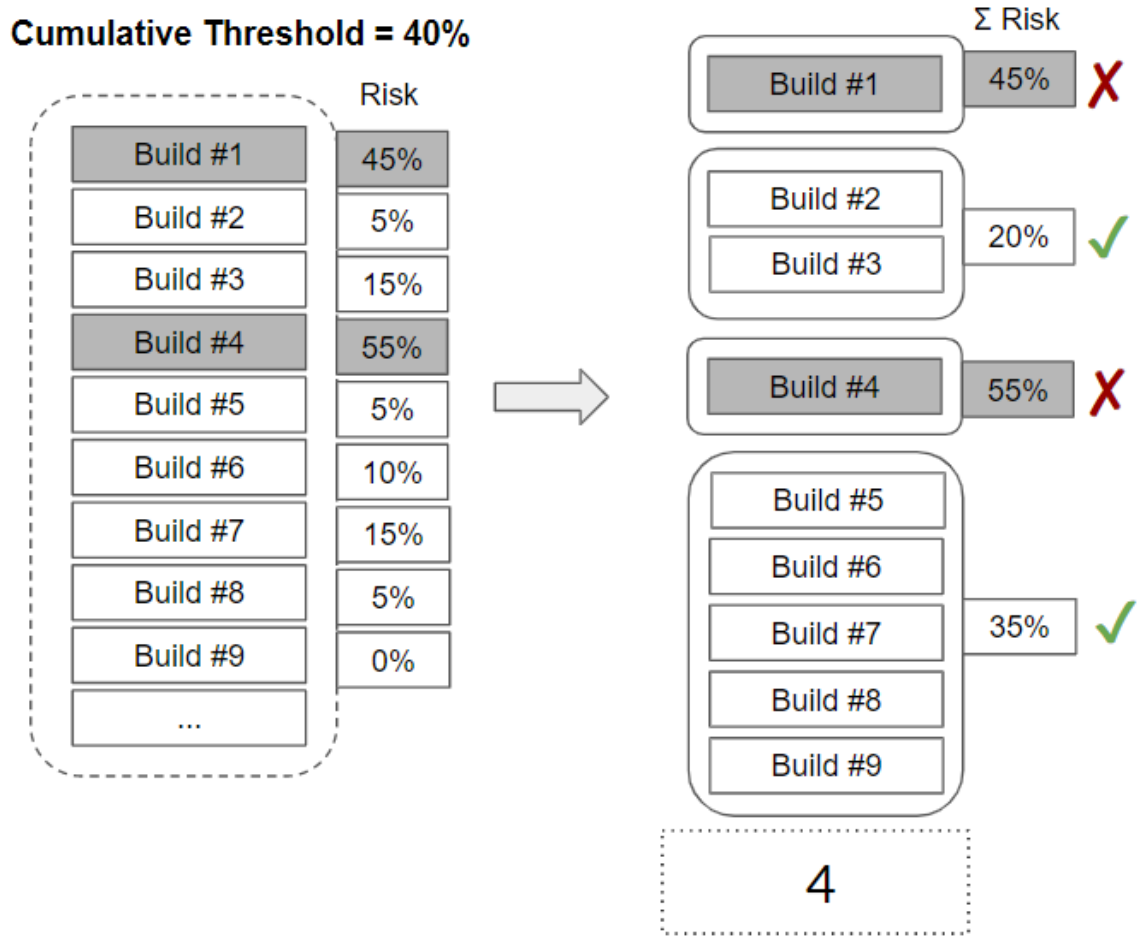 Cumulative Threshold = 40%
Risk
Build #1 45%
Build #2 5%
Build #3 15%
Build #4 55%
Build #5 5%
Build #6 10%
Build #7 15%
Build #8 5%
Build #9 0%
...
Σ Risk
Build #1 45% ✗
Build #2
Build #3
20% ✓
Build #4 55% ✗
Build #5
Build #6
Build #7
Build #8
Build #9
35% ✓
4